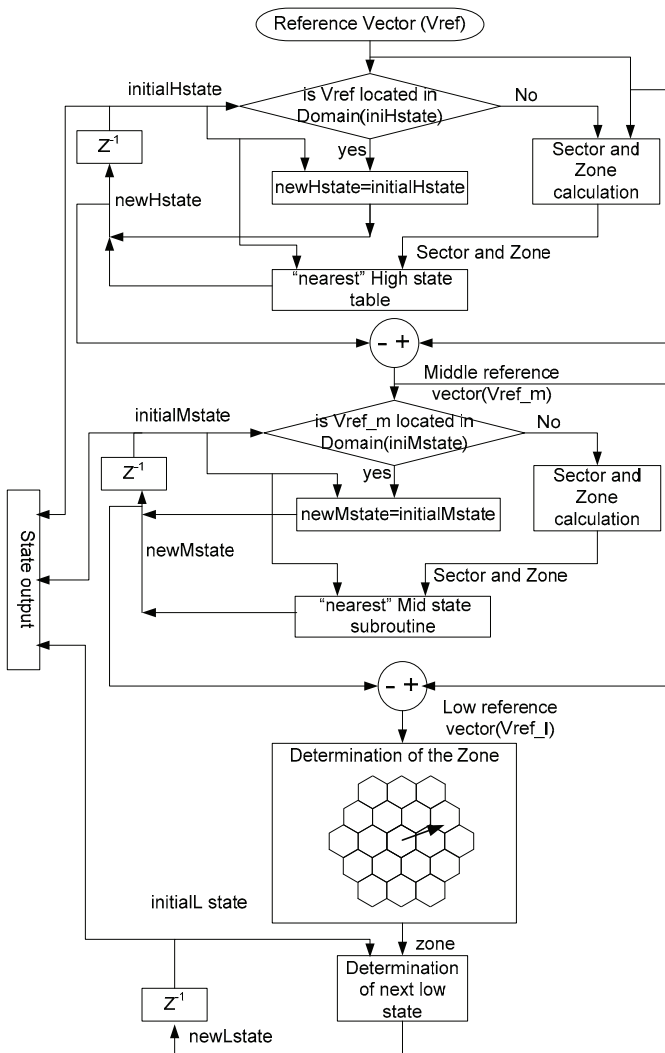 Reference Vector (Vref)
initialHstate
is Vref located in
Domain(iniHstate)
No
Z-1
yes
Sector and
Zone
calculation
newHstate=initialHstate
newHstate
Sector and Zone
“nearest” High state
table
- +
Middle reference
vector(Vref_m)
initialMstate
is Vref_m located in
Domain(iniMstate)
No
Z-1
yes
Sector and
Zone
calculation
newMstate=initialMstate
newMstate
Sector and Zone
“nearest” Mid state
subroutine
State output
- +
Low reference
vector(Vref_l)
Determination of the Zone
initialL state
zone
Determination
of next low
state
Z-1
newLstate